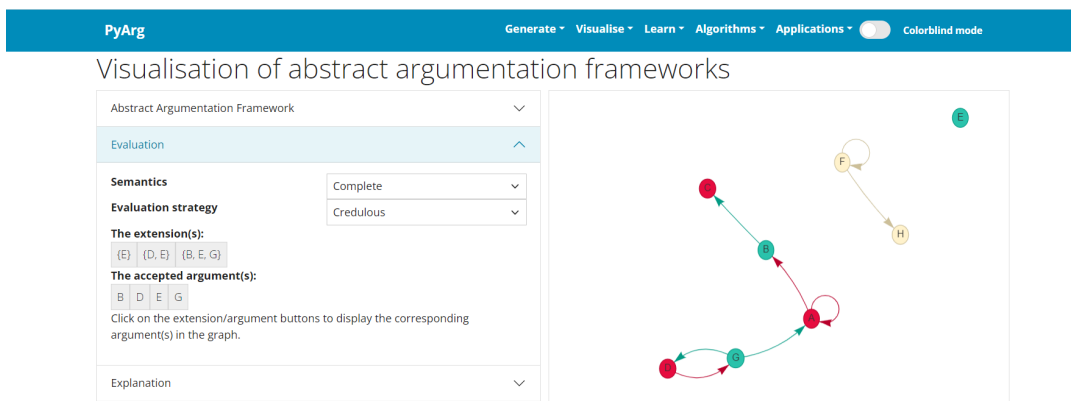 PyArg Generate Visualise Learn Algorithms Applications Colorblind mode
Visualisation of abstract argumentation frameworks
Abstract Argumentation Framework
Evaluation
Semantics Complete
Evaluation strategy Credulous
The extension(s):
{E} {D, E} {B, E, G}
The accepted argument(s):
B D E G
Click on the extension/argument buttons to display the corresponding
argument(s) in the graph.
Explanation
E
F
C
H
B
A
G
D